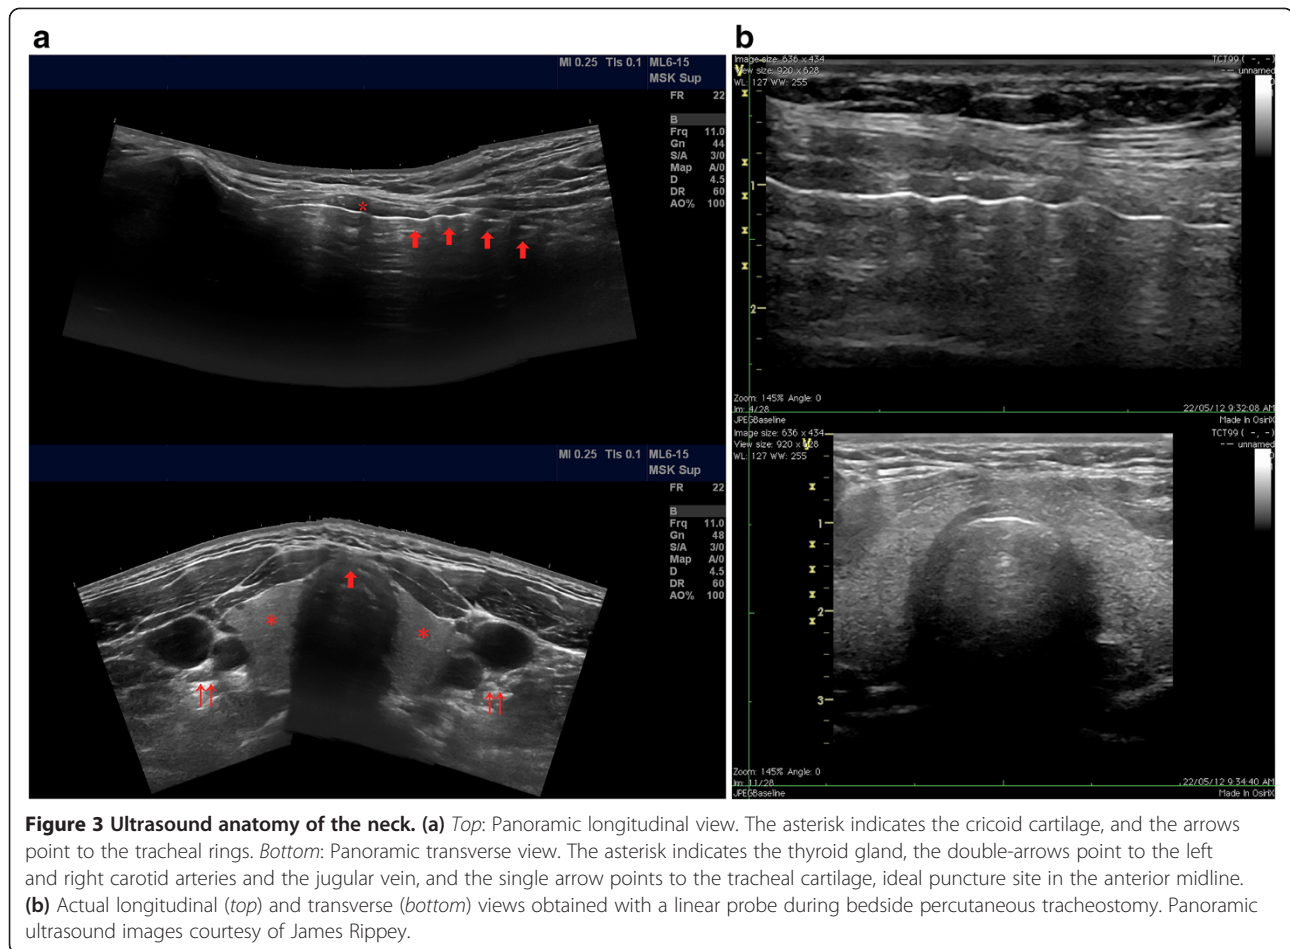 a
MI 0.25 TIs 0.1 ML6-15
MSK Sup
FR 22
B
Frq 11.0
Gn 44
S/A 3/0
Map A/0
D 4.5
DR 60
AO% 100
*
MI 0.25 TIs 0.1 ML6-15
MSK Sup
FR 22
B
Frq 11.0
Gn 48
S/A 3/0
Map A/0
D 4.5
DR 60
AO% 100
* *
b
Image size: 636 x 434
View size: 920 x 628
WL: 127 WW: 255
TCT99 ( -, -)
-- unnamed
V
1
2
Zoom: 145% Angle: 0
Im: 4/28
JPEGBaseline
22/05/12 9:32:08 AM
Made In OsiriX
Image size: 636 x 434
View size: 920 x 628
WL: 127 WW: 255
TCT99 ( -, -)
-- unnamed
V
1
2
3
Zoom: 145% Angle: 0
Im: 11/28
JPEGBaseline
22/05/12 9:34:40 AM
Made In OsiriX
Figure 3 Ultrasound anatomy of the neck. (a) Top: Panoramic longitudinal view. The asterisk indicates the cricoid cartilage, and the arrows
point to the tracheal rings. Bottom: Panoramic transverse view. The asterisk indicates the thyroid gland, the double-arrows point to the left
and right carotid arteries and the jugular vein, and the single arrow points to the tracheal cartilage, ideal puncture site in the anterior midline.
(b) Actual longitudinal (top) and transverse (bottom) views obtained with a linear probe during bedside percutaneous tracheostomy. Panoramic
ultrasound images courtesy of James Rippey.